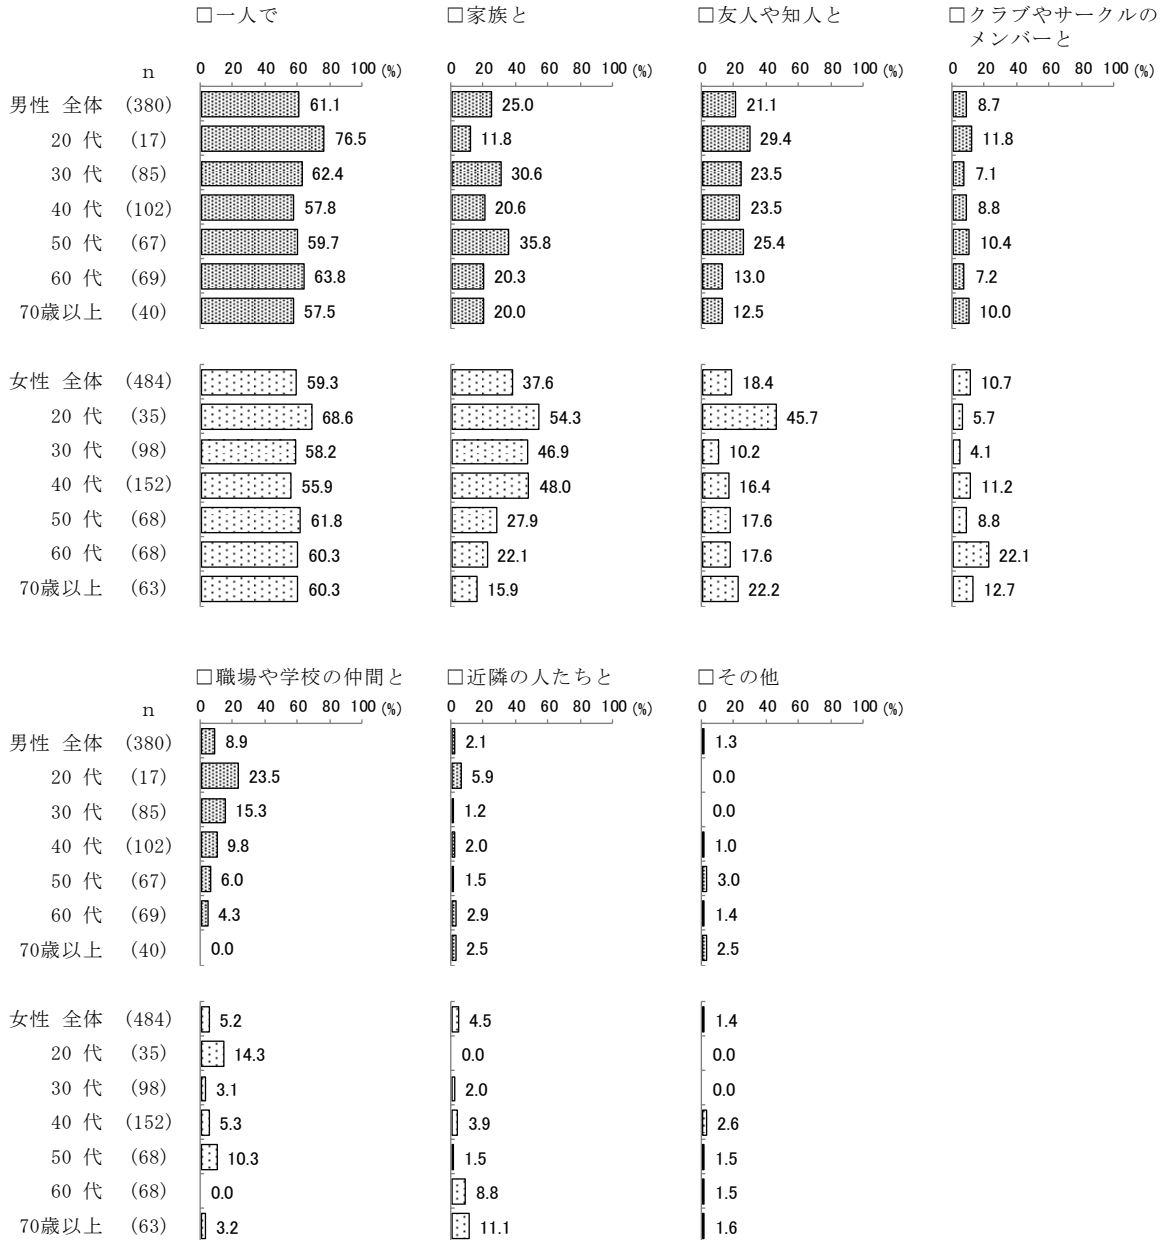 □一人で □家族と □友人や知人と □クラブやサークルの
メンバーと
n 0 20 40 60 80 100 (%) 0 20 40 60 80 100 (%) 0 20 40 60 80 100 (%) 0 20 40 60 80 100 (%)
男性 全体 (380) 61.1 25.0 21.1 8.7
20 代 (17) 76.5 11.8 29.4 11.8
30 代 (85) 62.4 30.6 23.5 7.1
40 代 (102) 57.8 20.6 23.5 8.8
50 代 (67) 59.7 35.8 25.4 10.4
60 代 (69) 63.8 20.3 13.0 7.2
70歳以上 (40) 57.5 20.0 12.5 10.0
女性 全体 (484) 59.3 37.6 18.4 10.7
20 代 (35) 68.6 54.3 45.7 5.7
30 代 (98) 58.2 46.9 10.2 4.1
40 代 (152) 55.9 48.0 16.4 11.2
50 代 (68) 61.8 27.9 17.6 8.8
60 代 (68) 60.3 22.1 17.6 22.1
70歳以上 (63) 60.3 15.9 22.2 12.7
□職場や学校の仲間と □近隣の人たちと □その他
n 0 20 40 60 80 100 (%) 0 20 40 60 80 100 (%) 0 20 40 60 80 100 (%)
男性 全体 (380) 8.9 2.1 1.3
20 代 (17) 23.5 5.9 0.0
30 代 (85) 15.3 1.2 0.0
40 代 (102) 9.8 2.0 1.0
50 代 (67) 6.0 1.5 3.0
60 代 (69) 4.3 2.9 1.4
70歳以上 (40) 0.0 2.5 2.5
女性 全体 (484) 5.2 4.5 1.4
20 代 (35) 14.3 0.0 0.0
30 代 (98) 3.1 2.0 0.0
40 代 (152) 5.3 3.9 2.6
50 代 (68) 10.3 1.5 1.5
60 代 (68) 0.0 8.8 1.5
70歳以上 (63) 3.2 11.1 1.6